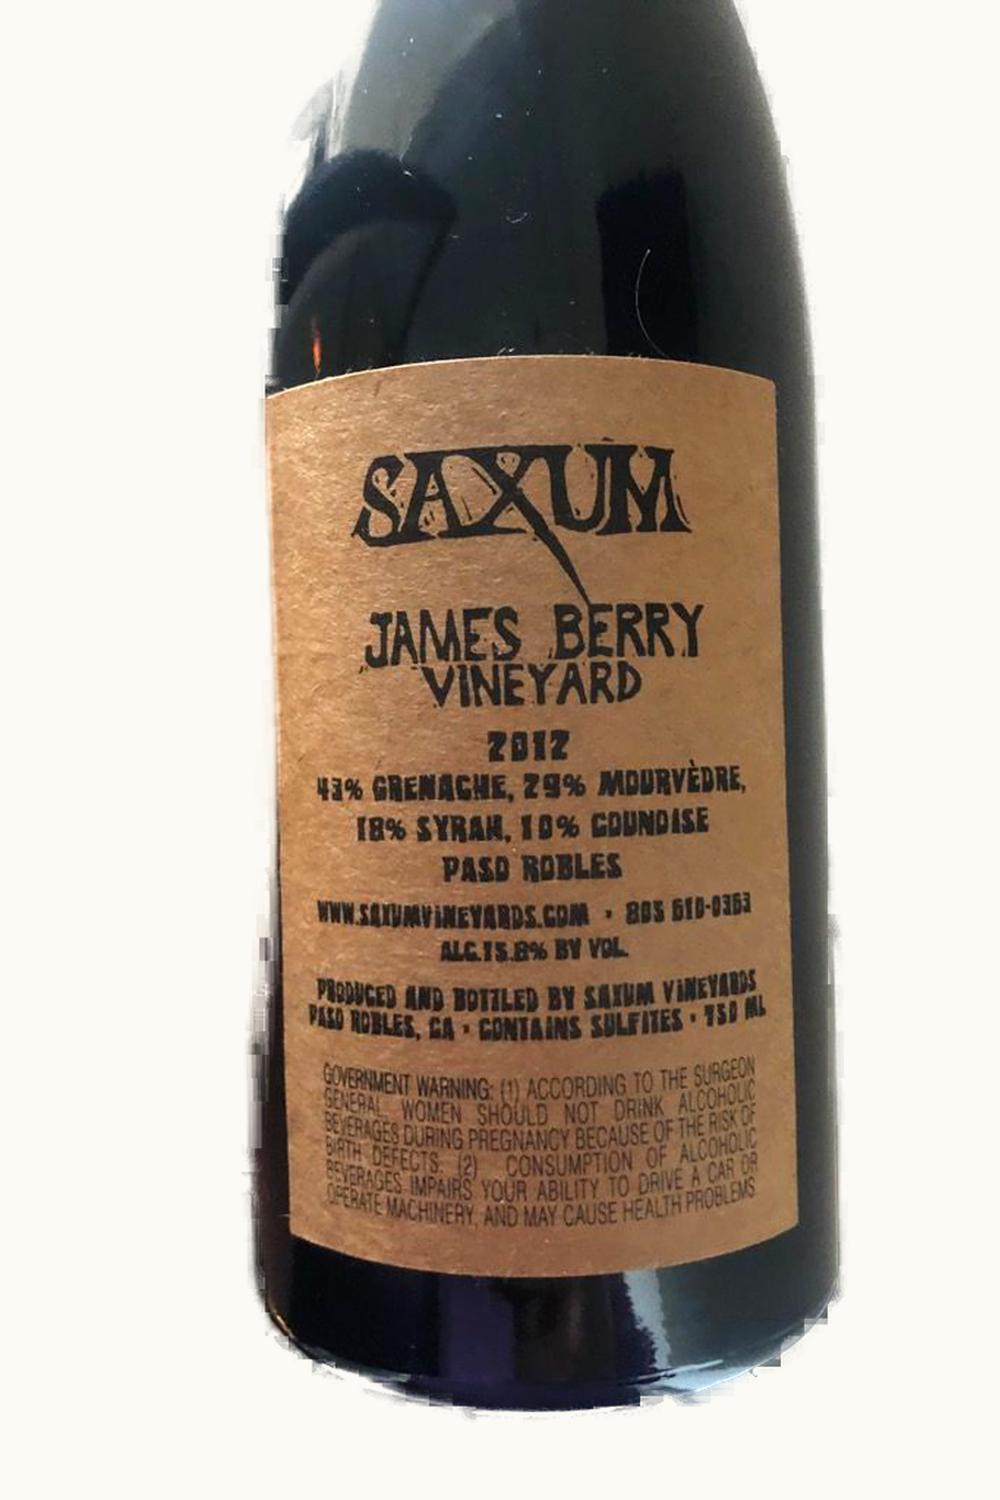 SAXUM
JAMES BERRY
VINEYARD
2012
43% GRENACHE, 29% MOURVÈDRE,
18% SYRAH, 10% COUNOISE
PASO ROBLES
WWW.SAXUMVINEYARDS.COM • 805 610-0363
ALC.15.8% BY VOL.
PRODUCED AND BOTTLED BY SAXUM VINEYARDS
PASO ROBLES, CA • CONTAINS SULFITES • 750 ML
GOVERNMENT WARNING: (1) ACCORDING TO THE SURGEON
GENERAL, WOMEN SHOULD NOT DRINK ALCOHOLIC
BEVERAGES DURING PREGNANCY BECAUSE OF THE RISK OF
BIRTH DEFECTS. (2) CONSUMPTION OF ALCOHOLIC
BEVERAGES IMPAIRS YOUR ABILITY TO DRIVE A CAR OR
OPERATE MACHINERY, AND MAY CAUSE HEALTH PROBLEMS